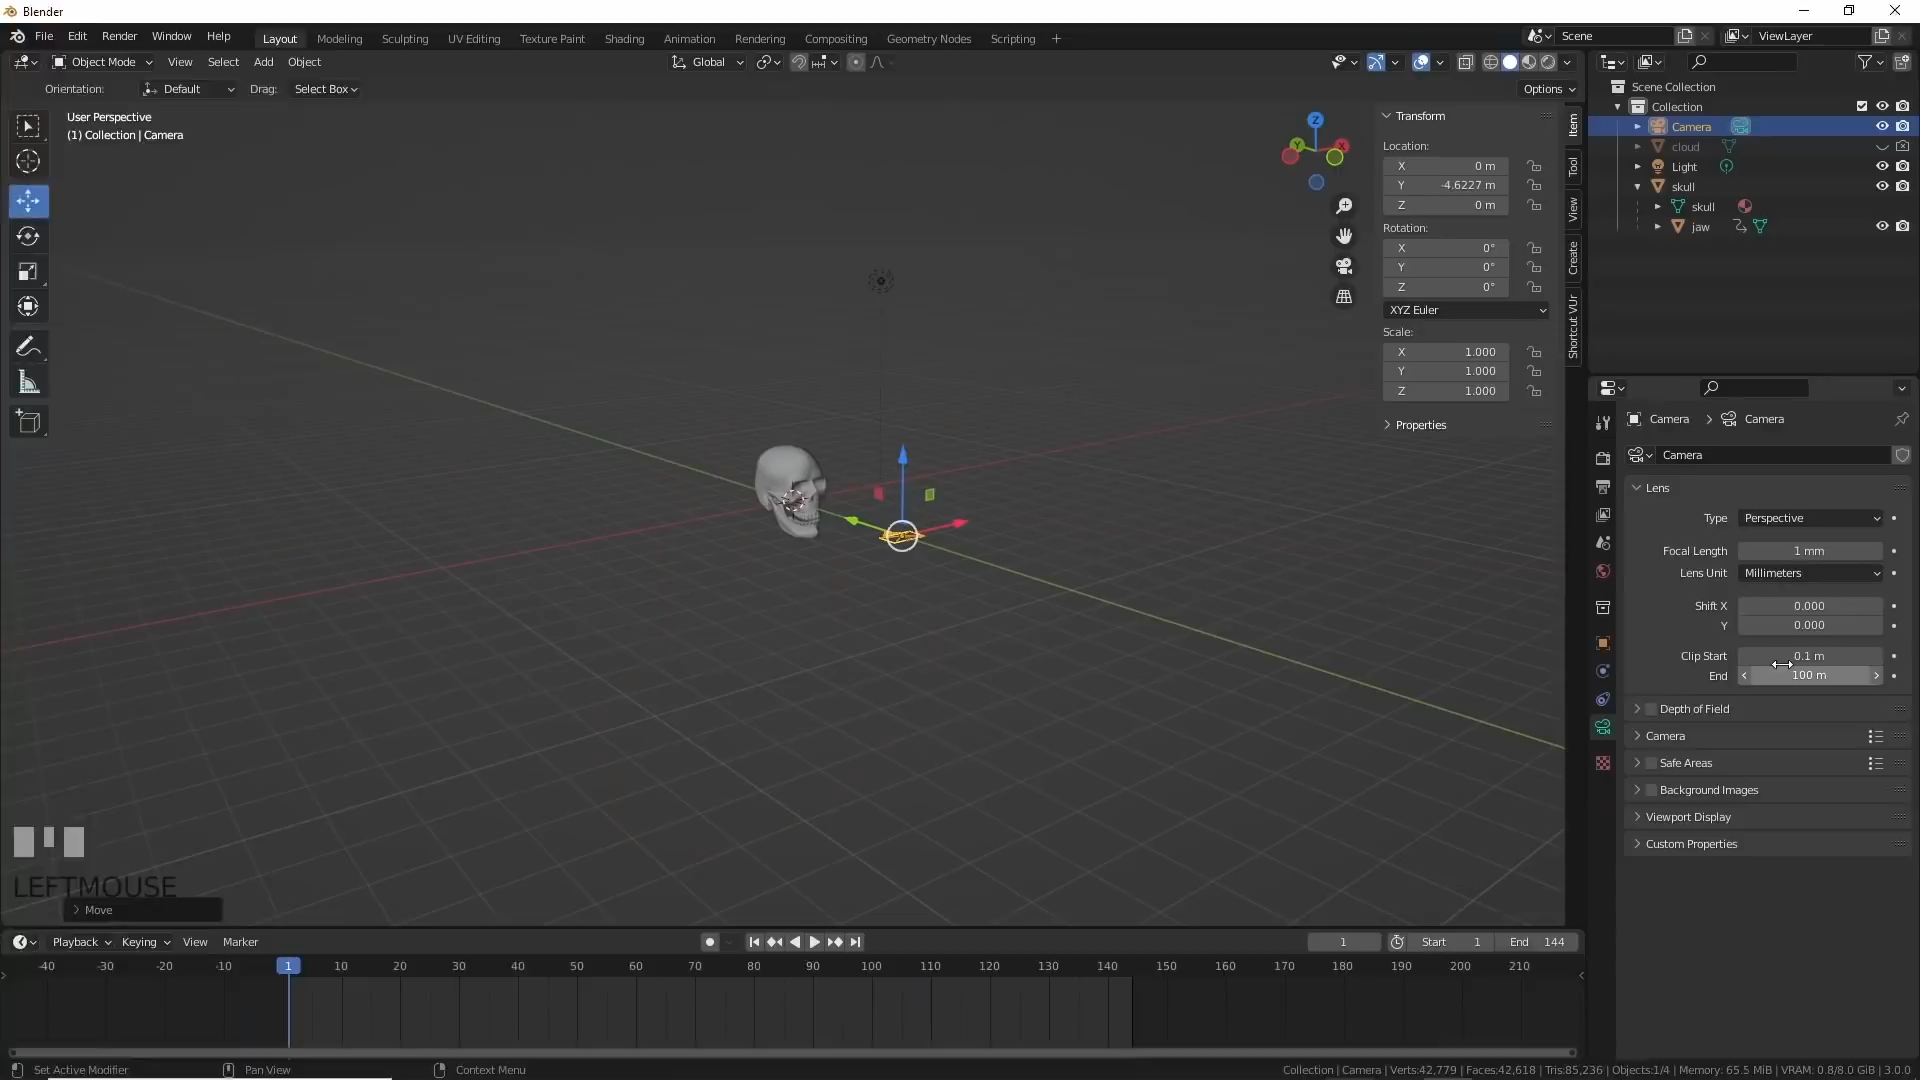 Blender
File Edit Render Window Help
Layout Modeling Sculpting UV Editing Texture Paint Shading Animation Rendering Compositing Geometry Nodes Scripting +
Scene
ViewLayer
Object Mode View Select Add Object
Global
Orientation: Default Drag: Select Box
Options
User Perspective
(1) Collection | Camera
Z
Y
X
Transform
Location:
X 0 m
Y -4.6227 m
Z 0 m
Rotation:
X 0°
Y 0°
Z 0°
XYZ Euler
Scale:
X 1.000
Y 1.000
Z 1.000
Properties
Item
Tool
View
Create
Shortcut VUr
Scene Collection
Collection
Camera
cloud
Light
skull
skull
jaw
Camera > Camera
Camera
Lens
Type Perspective
Focal Length 1 mm
Lens Unit Millimeters
Shift X 0.000
Y 0.000
Clip Start 0.1 m
End 100 m
Depth of Field
Camera
Safe Areas
Background Images
Viewport Display
Custom Properties
LEFTMOUSE
Move
Playback Keying View Marker
1
Start 1
End 144
-40 -30 -20 -10 1 10 20 30 40 50 60 70 80 90 100 110 120 130 140 150 160 170 180 190 200 210
Set Active Modifier
Pan View
Context Menu
Collection | Camera | Verts:42,779 | Faces:42,618 | Tris:85,236 | Objects:1/4 | Memory: 65.5 MiB | VRAM: 0.8/8.0 GiB | 3.0.0